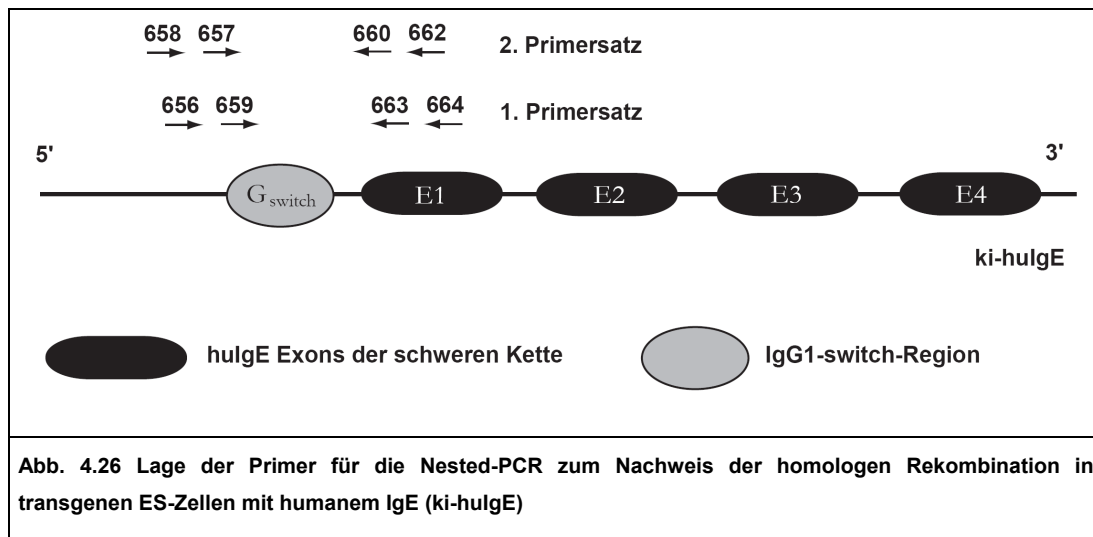 658 657 660 662 2. Primersatz
656 659 663 664 1. Primersatz
5' 3'
G switch E1 E2 E3 E4
ki-huIgE
huIgE Exons der schweren Kette IgG1-switch-Region
Abb. 4.26 Lage der Primer für die Nested-PCR zum Nachweis der homologen Rekombination in
transgenen ES-Zellen mit humanem IgE (ki-huIgE)